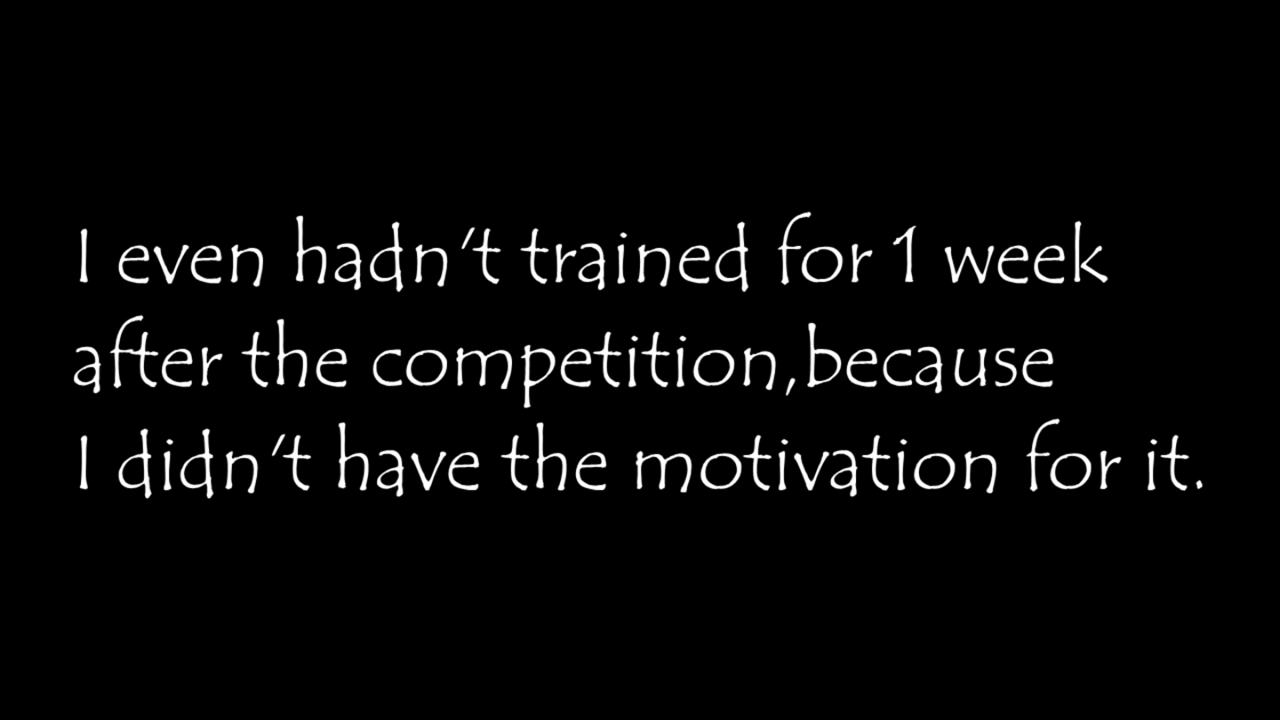 I even hadn't trained for 1 week
after the competition,because
I didn't have the motivation for it.